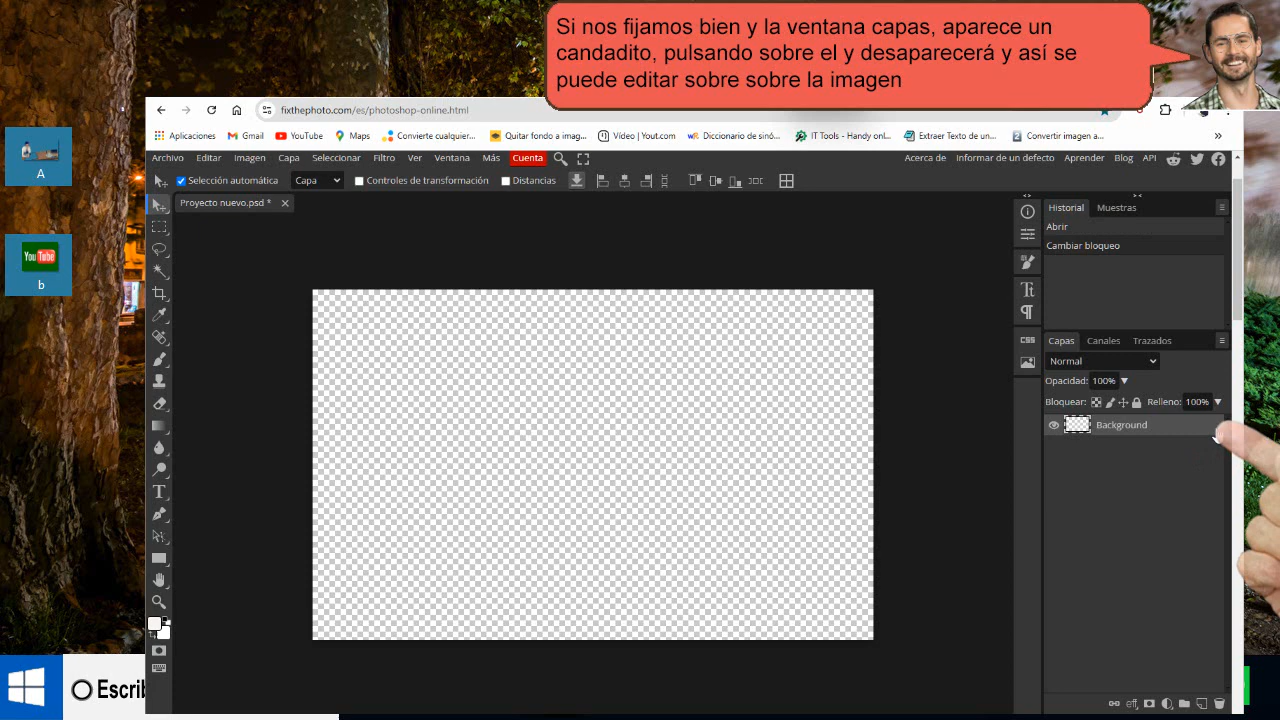 Si nos fijamos bien y la ventana capas, aparece un
candadito, pulsando sobre el y desaparecerá y así se
puede editar sobre sobre la imagen
fixthephoto.com/es/photoshop-online.html
Aplicaciones Gmail YouTube Maps Convierte cualquier... Quitar fondo a imag... Vídeo | Yout.com Diccionario de sinó... IT Tools - Handy onl... Extraer Texto de un... Convertir imagen a... »
Archivo Editar Imagen Capa Seleccionar Filtro Ver Ventana Más Cuenta Acerca de Informar de un defecto Aprender Blog API
Selección automática Capa Controles de transformación Distancias
Proyecto nuevo.psd *
Historial Muestras
Abrir
Cambiar bloqueo
CSS
Capas Canales Trazados
Normal
Opacidad: 100%
Bloquear: Relleno: 100%
Background
eff
A
You Tube
b
Escrib